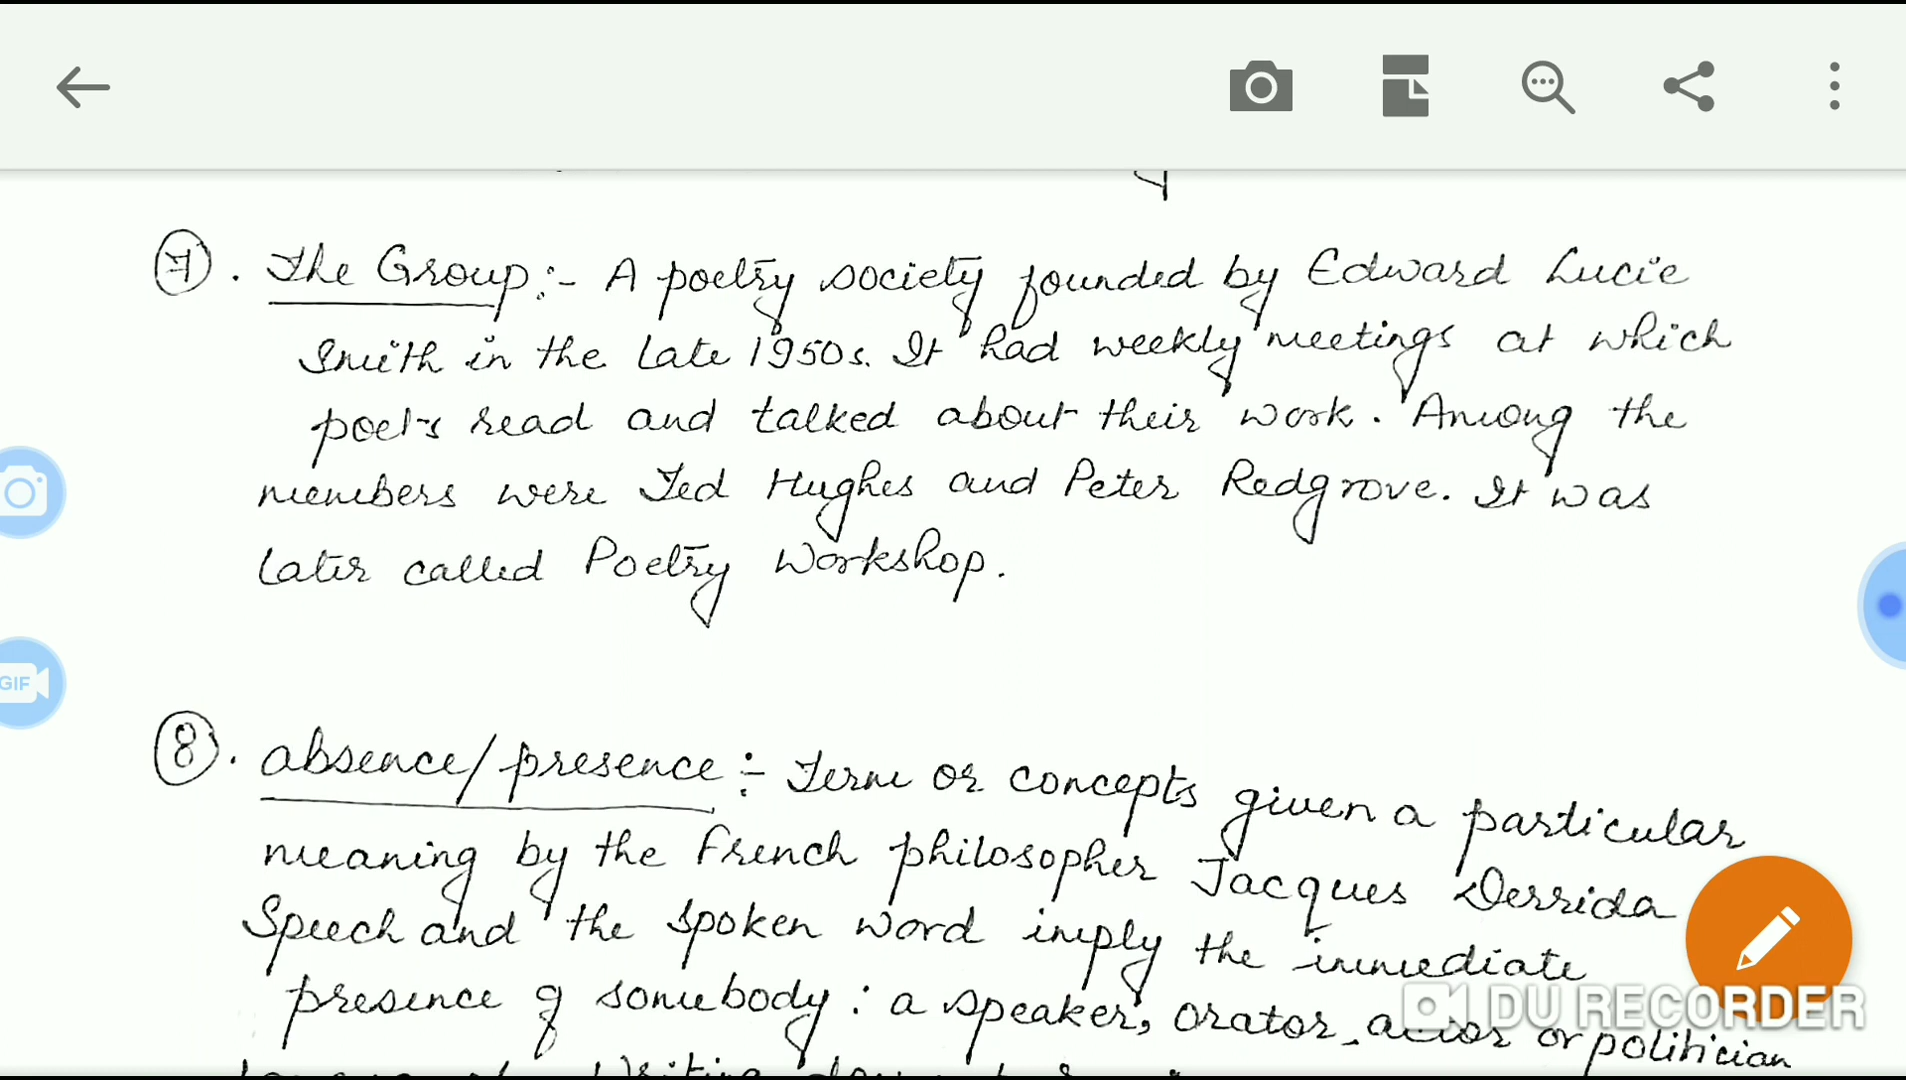 7. The Group:- A poetry society founded by Edward Lucie
Smith in the late 1950s. It had weekly meetings at which
poets read and talked about their work. Among the
members were Ted Hughes and Peter Redgrove. It was
later called Poetry Workshop.
8. absence/presence :- Term or concepts given a particular
meaning by the French philosopher Jacques Derrida
Speech and the spoken word imply the immediate
presence of somebody: a speaker, orator, actor or politician
Writing
GIF
DU RECORDER